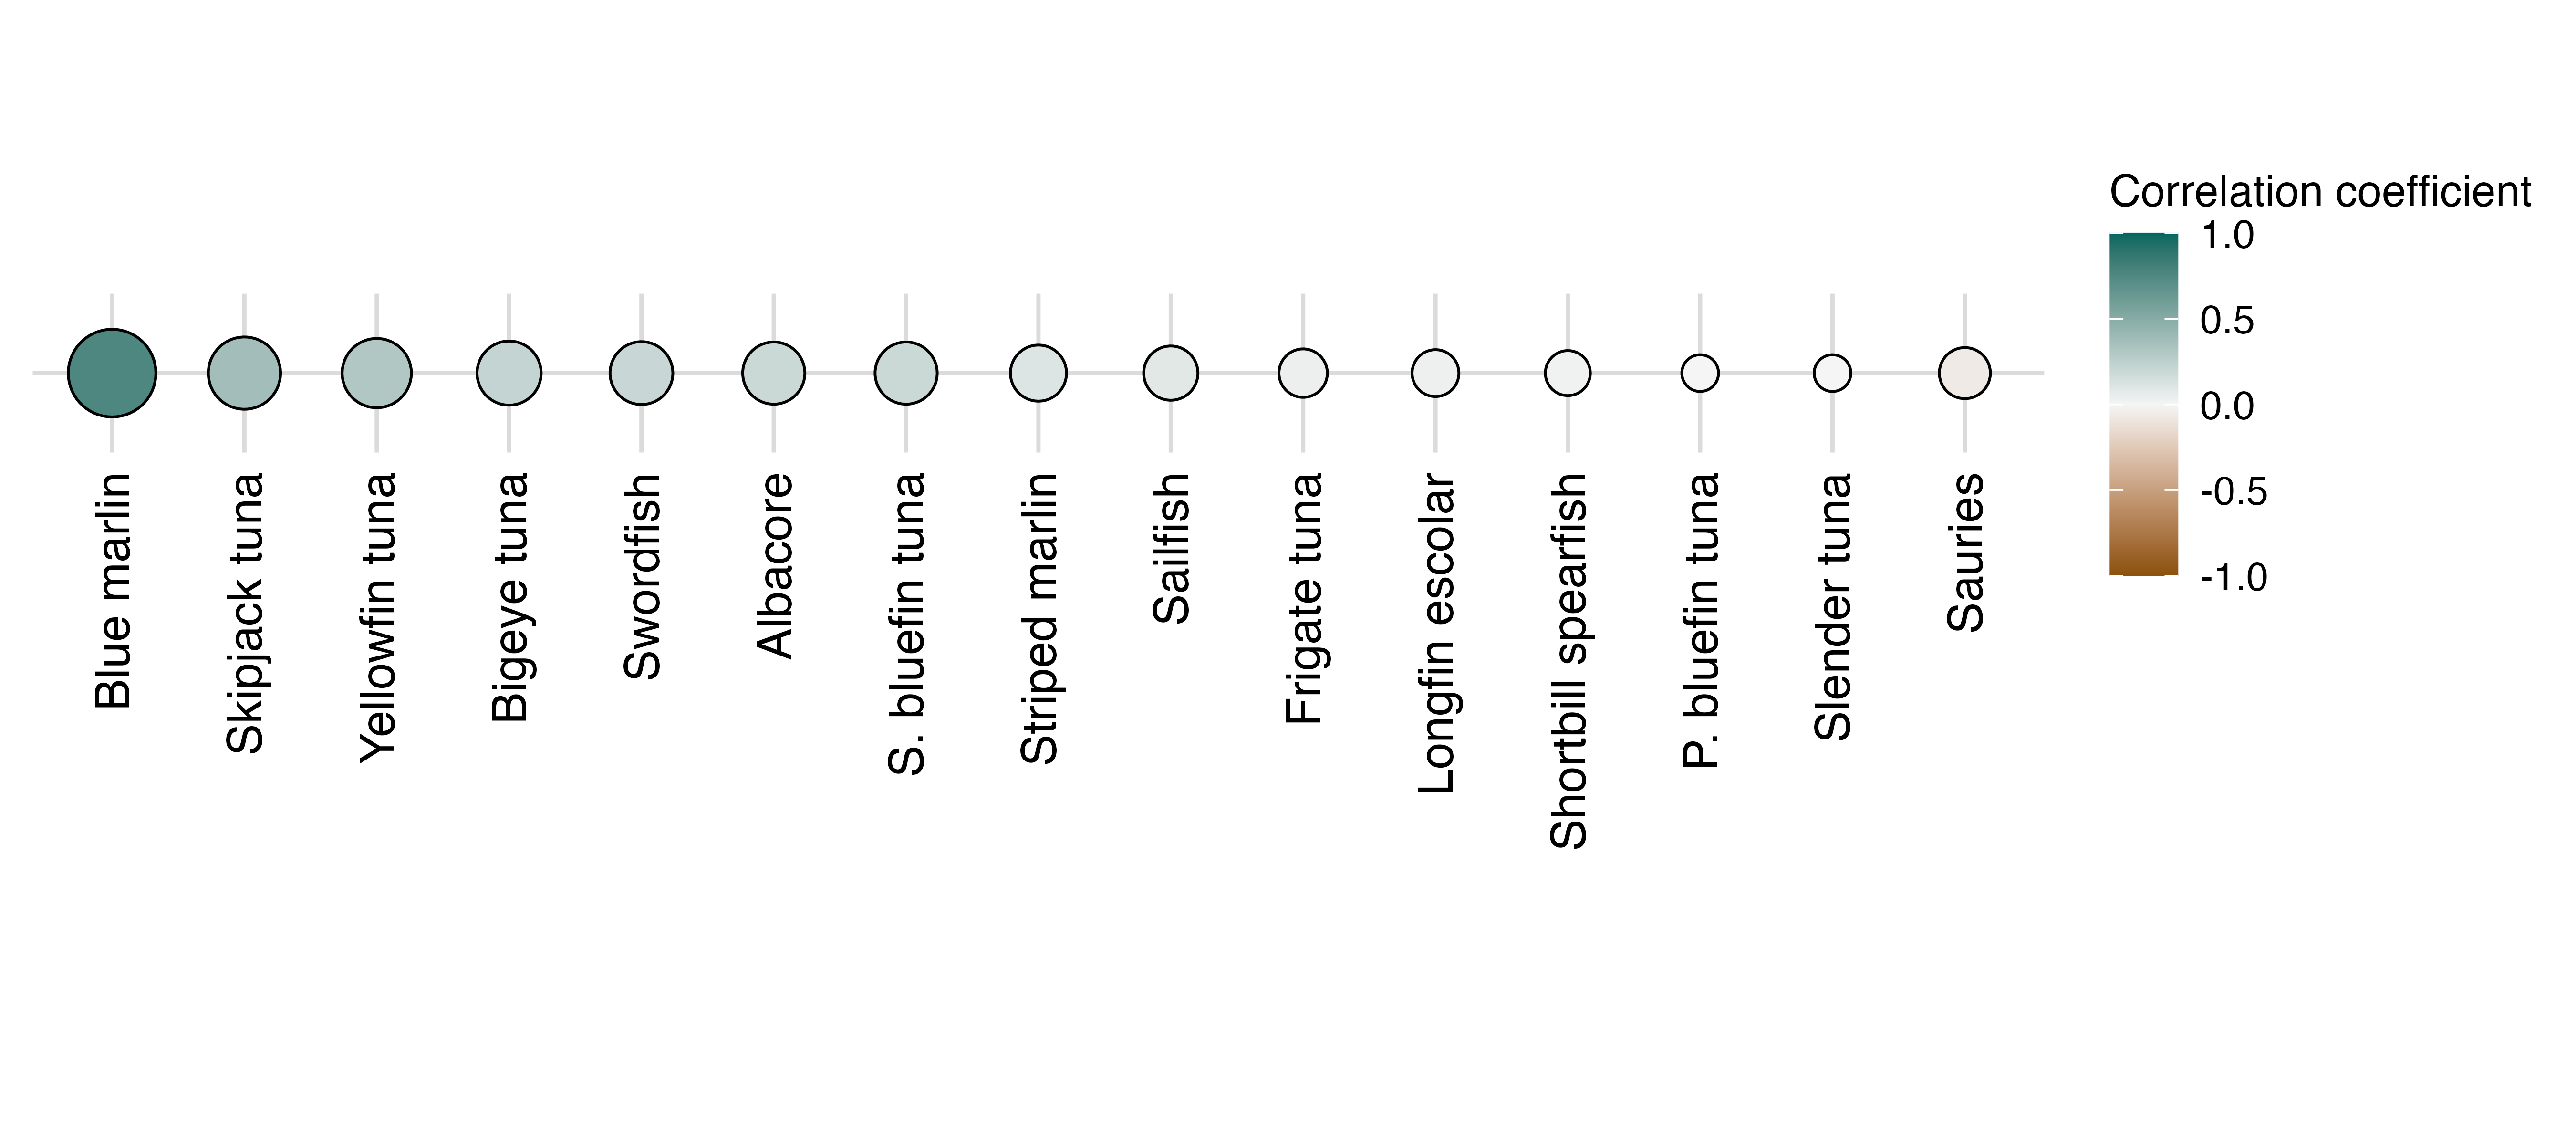 Correlation coefficient
1.0
0.5
0.0
-0.5
-1.0
Blue marlin
Skipjack tuna
Yellowfin tuna
Bigeye tuna
Swordfish
Albacore
S. bluefin tuna
Striped marlin
Sailfish
Frigate tuna
Longfin escolar
Shortbill spearfish
P. bluefin tuna
Slender tuna
Sauries